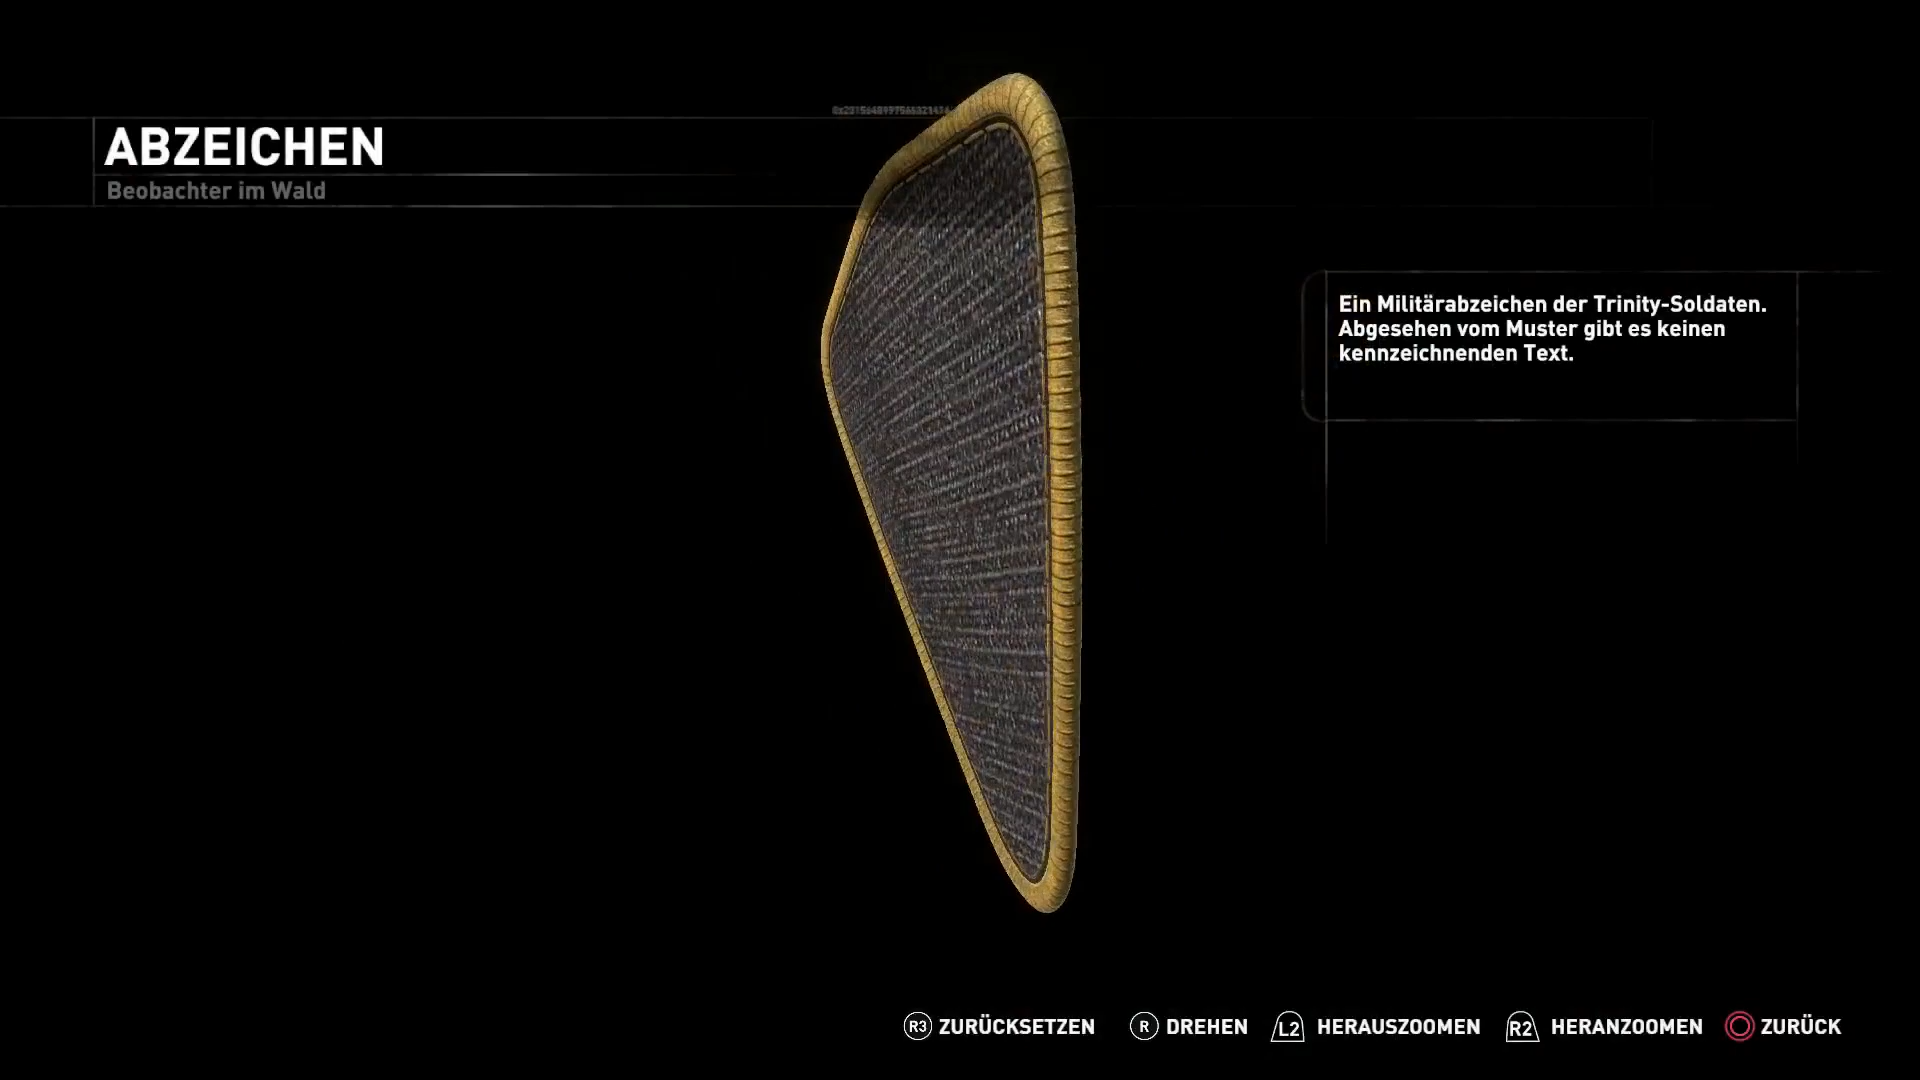 ABZEICHEN
Beobachter im Wald
Ein Militärabzeichen der Trinity-Soldaten.
Abgesehen vom Muster gibt es keinen
kennzeichnenden Text.
R3 ZURÜCKSETZEN R DREHEN L2 HERAUSZOOMEN R2 HERANZOOMEN ZURÜCK